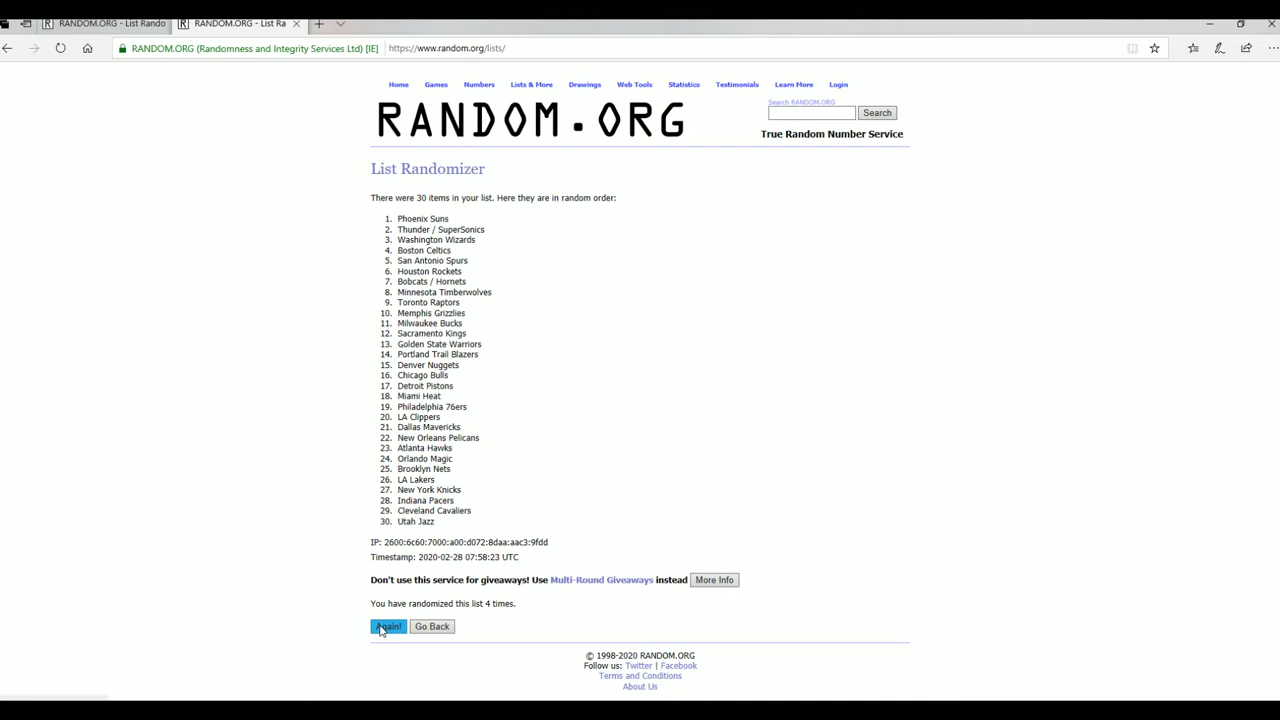 RANDOM.ORG - List Rando
RANDOM.ORG - List Ra
RANDOM.ORG (Randomness and Integrity Services Ltd) [IE]
https://www.random.org/lists/
Home Games Numbers Lists & More Drawings Web Tools Statistics Testimonials Learn More Login
RANDOM.ORG
Search RANDOM.ORG
Search
True Random Number Service
List Randomizer
There were 30 items in your list. Here they are in random order:
1. Phoenix Suns
2. Thunder / SuperSonics
3. Washington Wizards
4. Boston Celtics
5. San Antonio Spurs
6. Houston Rockets
7. Bobcats / Hornets
8. Minnesota Timberwolves
9. Toronto Raptors
10. Memphis Grizzlies
11. Milwaukee Bucks
12. Sacramento Kings
13. Golden State Warriors
14. Portland Trail Blazers
15. Denver Nuggets
16. Chicago Bulls
17. Detroit Pistons
18. Miami Heat
19. Philadelphia 76ers
20. LA Clippers
21. Dallas Mavericks
22. New Orleans Pelicans
23. Atlanta Hawks
24. Orlando Magic
25. Brooklyn Nets
26. LA Lakers
27. New York Knicks
28. Indiana Pacers
29. Cleveland Cavaliers
30. Utah Jazz
IP: 2600:6c60:7000:a00:d072:8daa:aac3:9fdd
Timestamp: 2020-02-28 07:58:23 UTC
Don't use this service for giveaways! Use Multi-Round Giveaways instead More Info
You have randomized this list 4 times.
Again! Go Back
© 1998-2020 RANDOM.ORG
Follow us: Twitter | Facebook
Terms and Conditions
About Us